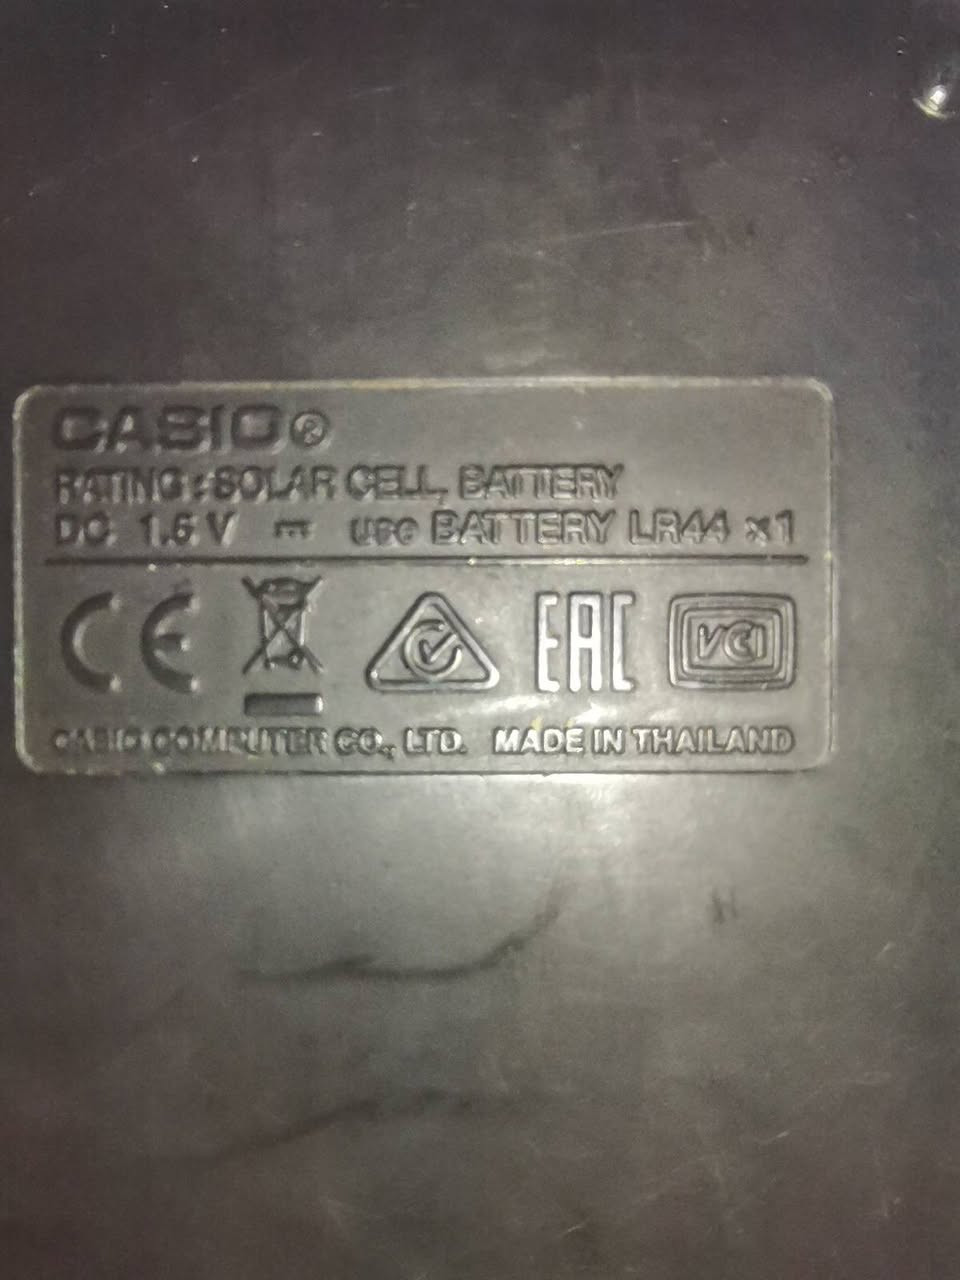 CASIO®
RATING : SOLAR CELL, BATTERY
DC 1.5 V ⎓ USE BATTERY LR44 x1
CE EAC VCI
CASIO COMPUTER CO., LTD. MADE IN THAILAND